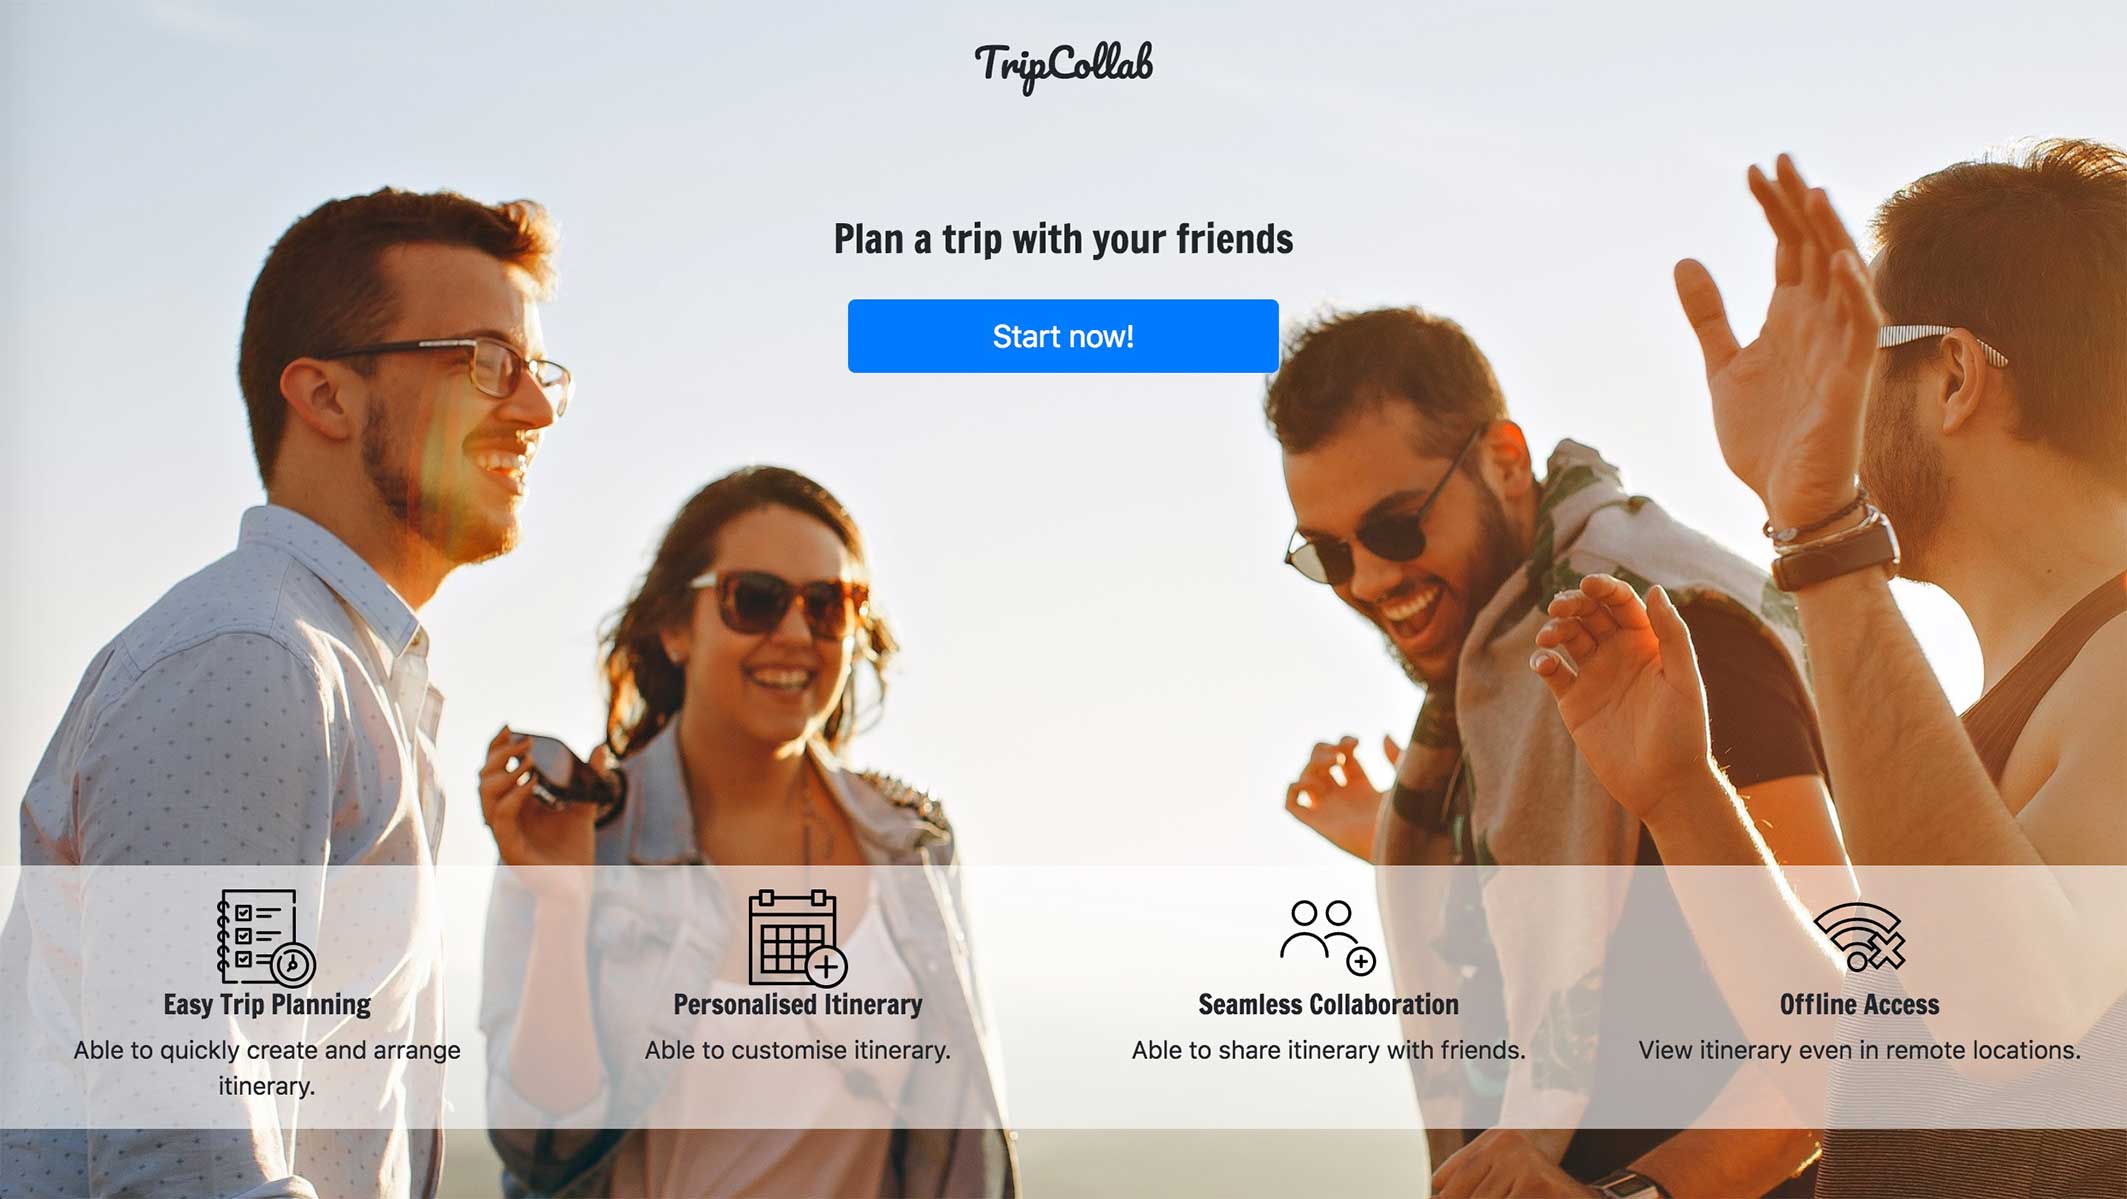 TripCollab
Plan a trip with your friends
Start now!
Easy Trip Planning
Able to quickly create and arrange
itinerary.
Personalised Itinerary
Able to customise itinerary.
Seamless Collaboration
Able to share itinerary with friends.
Offline Access
View itinerary even in remote locations.